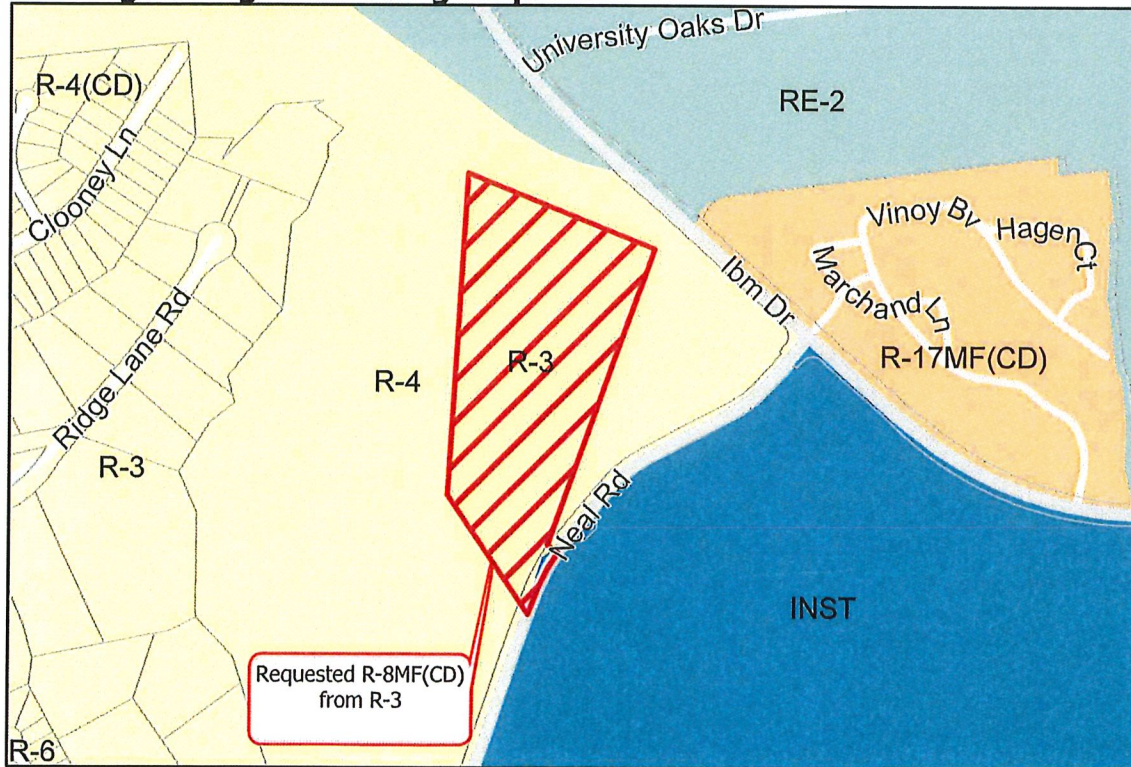 University Oaks Dr
R-4(CD)
RE-2
Clooney Ln
Vinoy Bv
Hagen Ct
Ibm Dr
Marchand Ln
Ridge Lane Rd
R-4
R-3
R-17MF(CD)
R-3
Neal Rd
INST
Requested R-8MF(CD)
from R-3
R-6